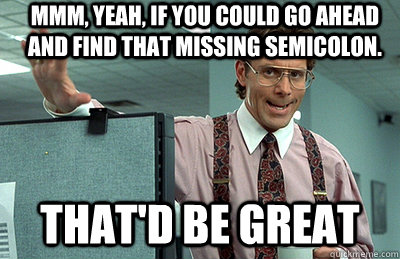 MMM, YEAH, IF YOU COULD GO AHEAD
AND FIND THAT MISSING SEMICOLON.
THAT'D BE GREAT
quickmeme.com